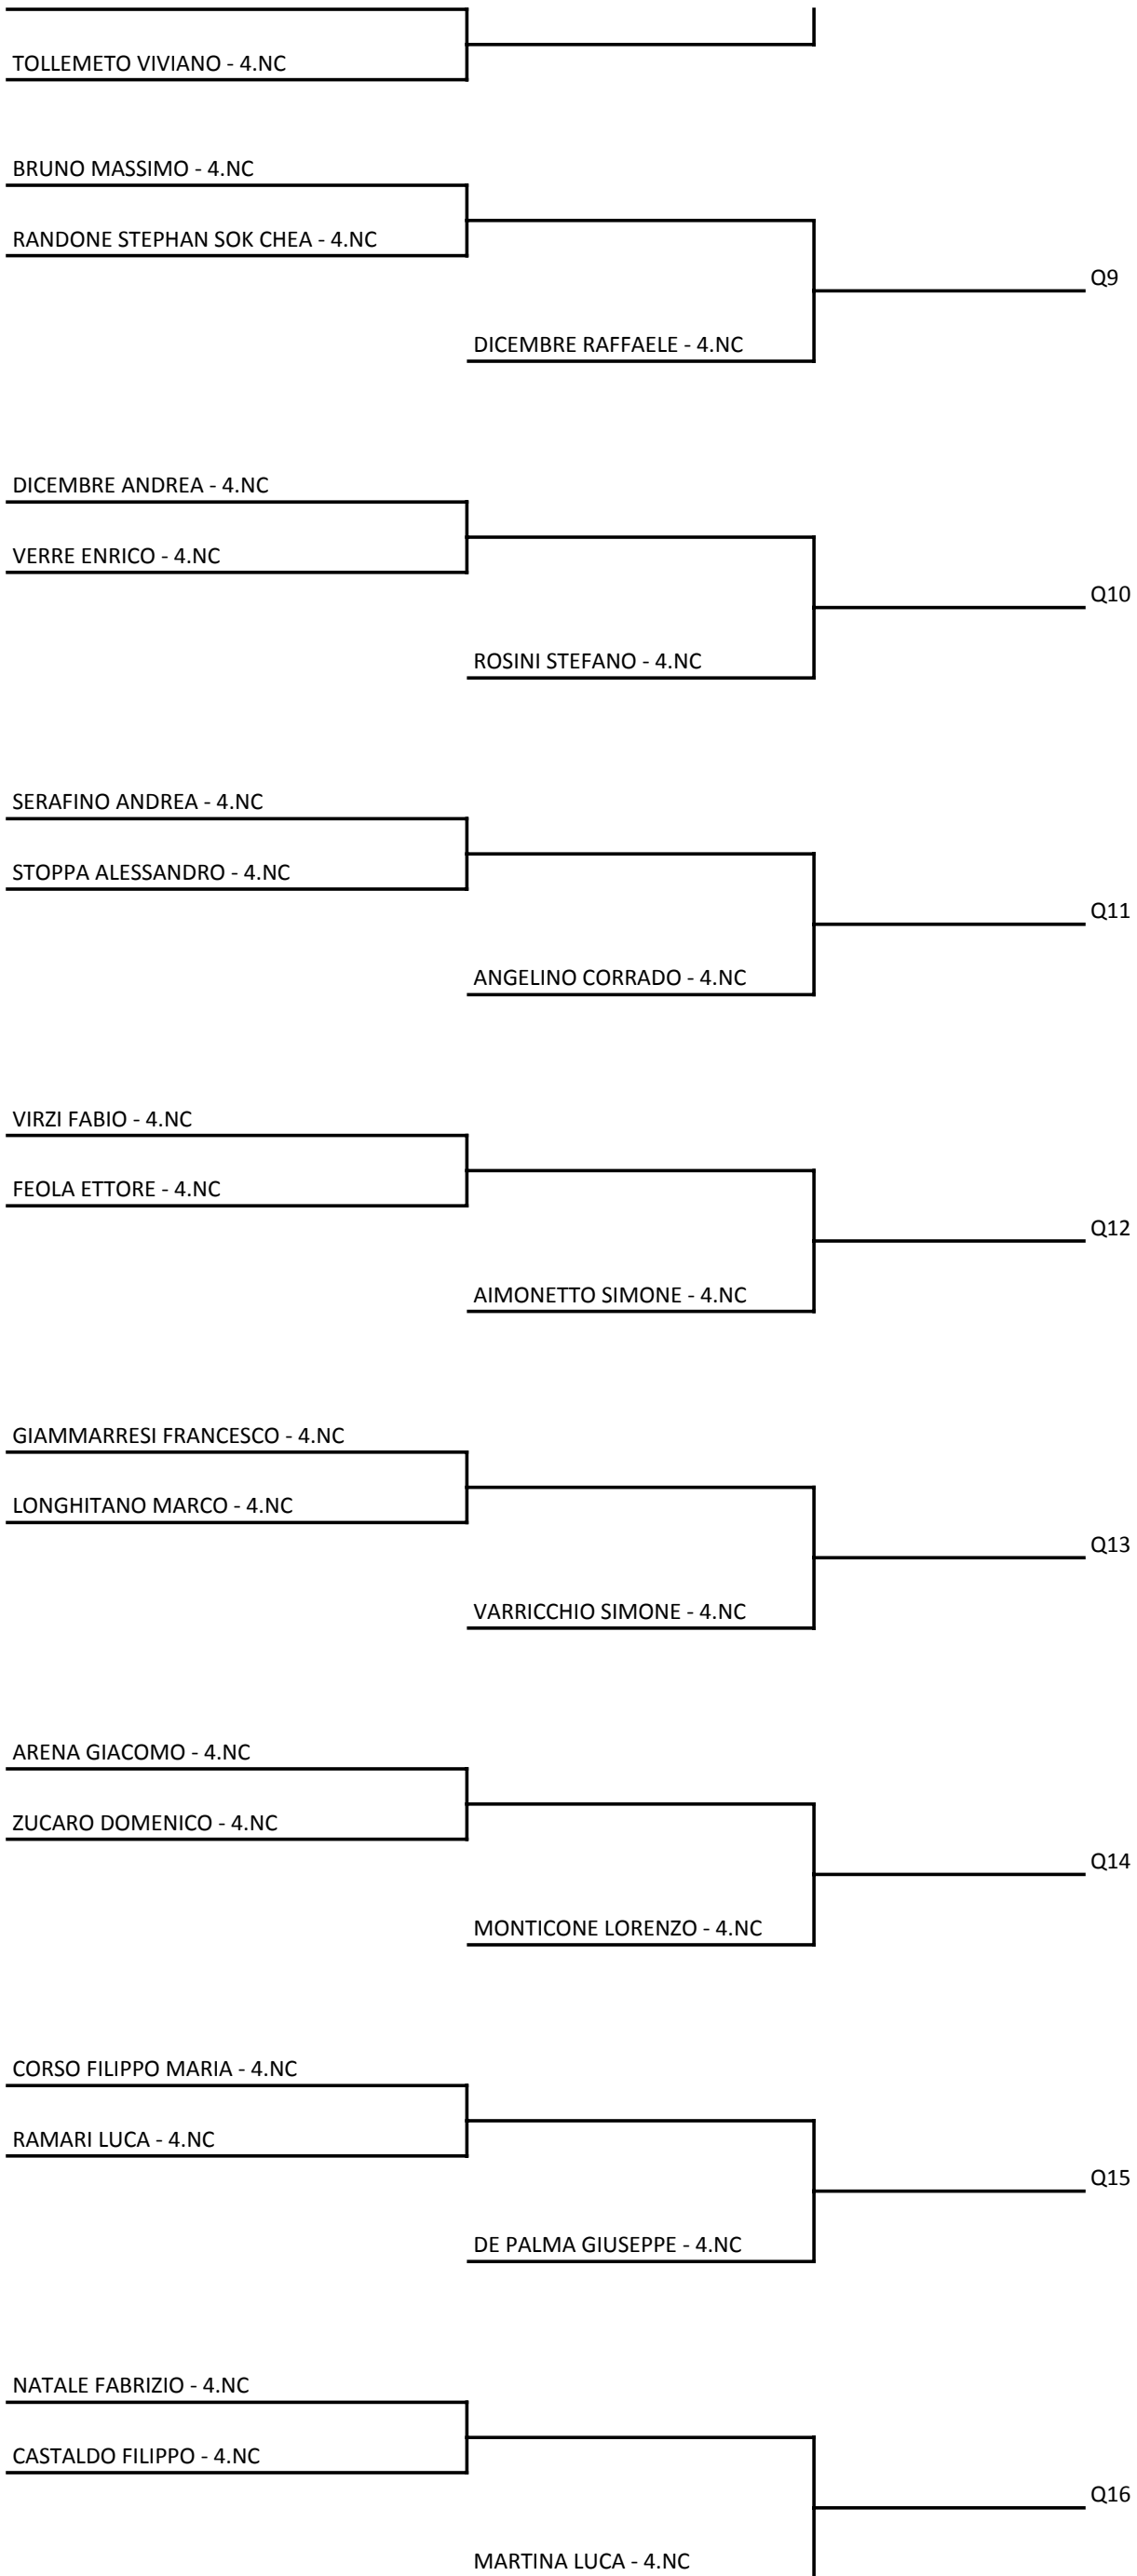 TOLLEMETO VIVIANO - 4.NC
BRUNO MASSIMO - 4.NC
RANDONE STEPHAN SOK CHEA - 4.NC
Q9
DICEMBRE RAFFAELE - 4.NC
DICEMBRE ANDREA - 4.NC
VERRE ENRICO - 4.NC
Q10
ROSINI STEFANO - 4.NC
SERAFINO ANDREA - 4.NC
STOPPA ALESSANDRO - 4.NC
Q11
ANGELINO CORRADO - 4.NC
VIRZI FABIO - 4.NC
FEOLA ETTORE - 4.NC
Q12
AIMONETTO SIMONE - 4.NC
GIAMMARRESI FRANCESCO - 4.NC
LONGHITANO MARCO - 4.NC
Q13
VARRICCHIO SIMONE - 4.NC
ARENA GIACOMO - 4.NC
ZUCARO DOMENICO - 4.NC
Q14
MONTICONE LORENZO - 4.NC
CORSO FILIPPO MARIA - 4.NC
RAMARI LUCA - 4.NC
Q15
DE PALMA GIUSEPPE - 4.NC
NATALE FABRIZIO - 4.NC
CASTALDO FILIPPO - 4.NC
Q16
MARTINA LUCA - 4.NC